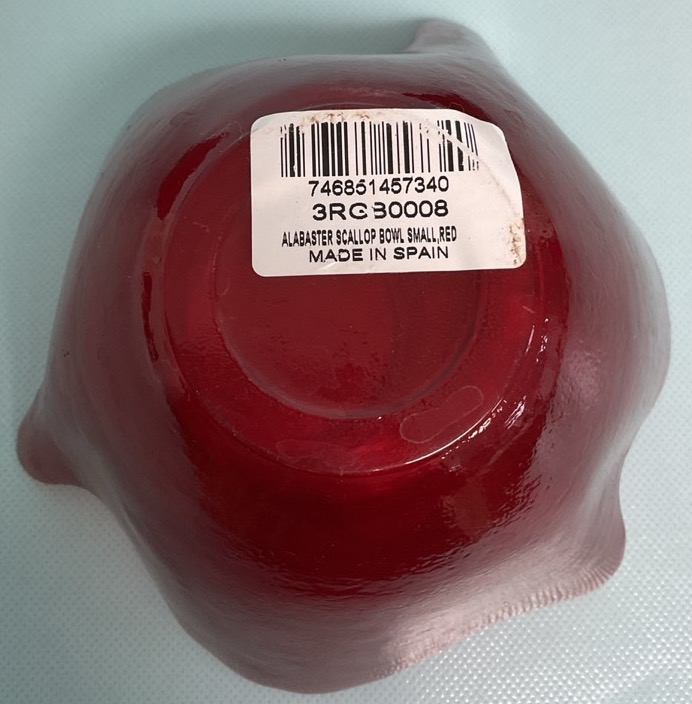 746851457340
3RGB0008
ALABASTER SCALLOP BOWL SMALL,RED
MADE IN SPAIN